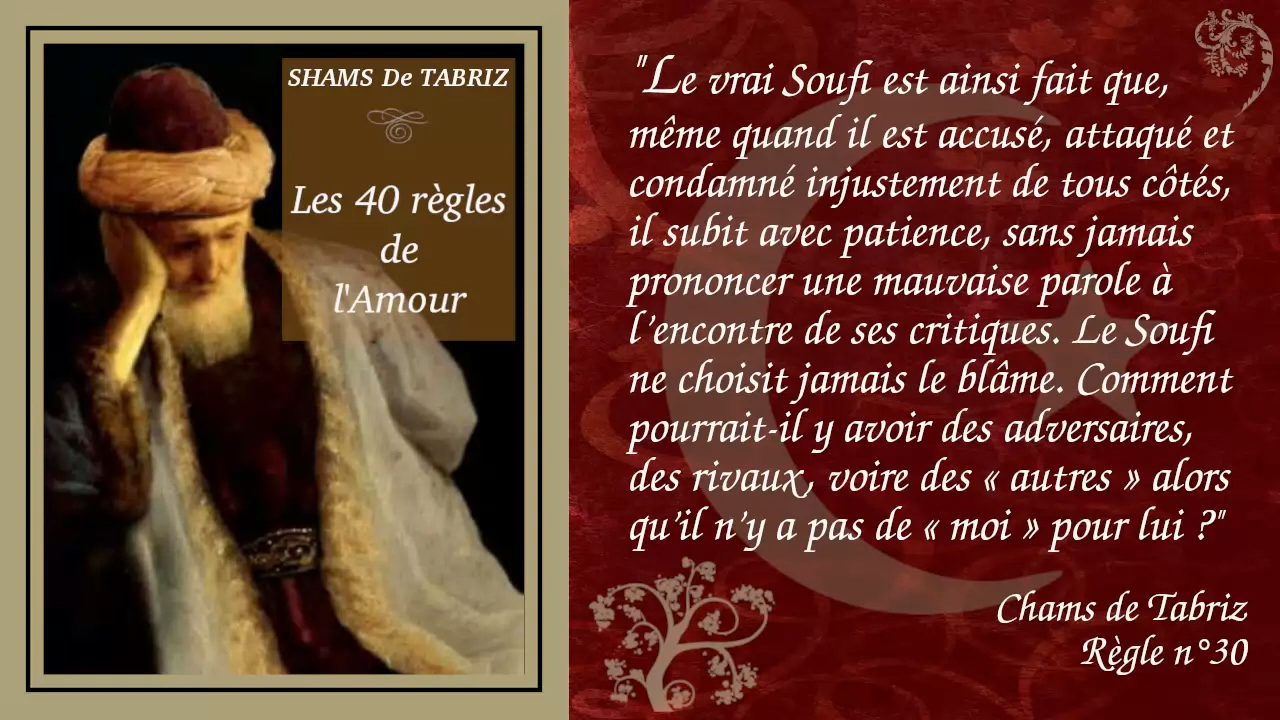 SHAMS De TABRIZ
Les 40 règles
de
l'Amour
"Le vrai Soufi est ainsi fait que,
même quand il est accusé, attaqué et
condamné injustement de tous côtés,
il subit avec patience, sans jamais
prononcer une mauvaise parole à
l’encontre de ses critiques. Le Soufi
ne choisit jamais le blâme. Comment
pourrait-il y avoir des adversaires,
des rivaux, voire des « autres » alors
qu’il n’y a pas de « moi » pour lui ?"
Chams de Tabriz
Règle n°30